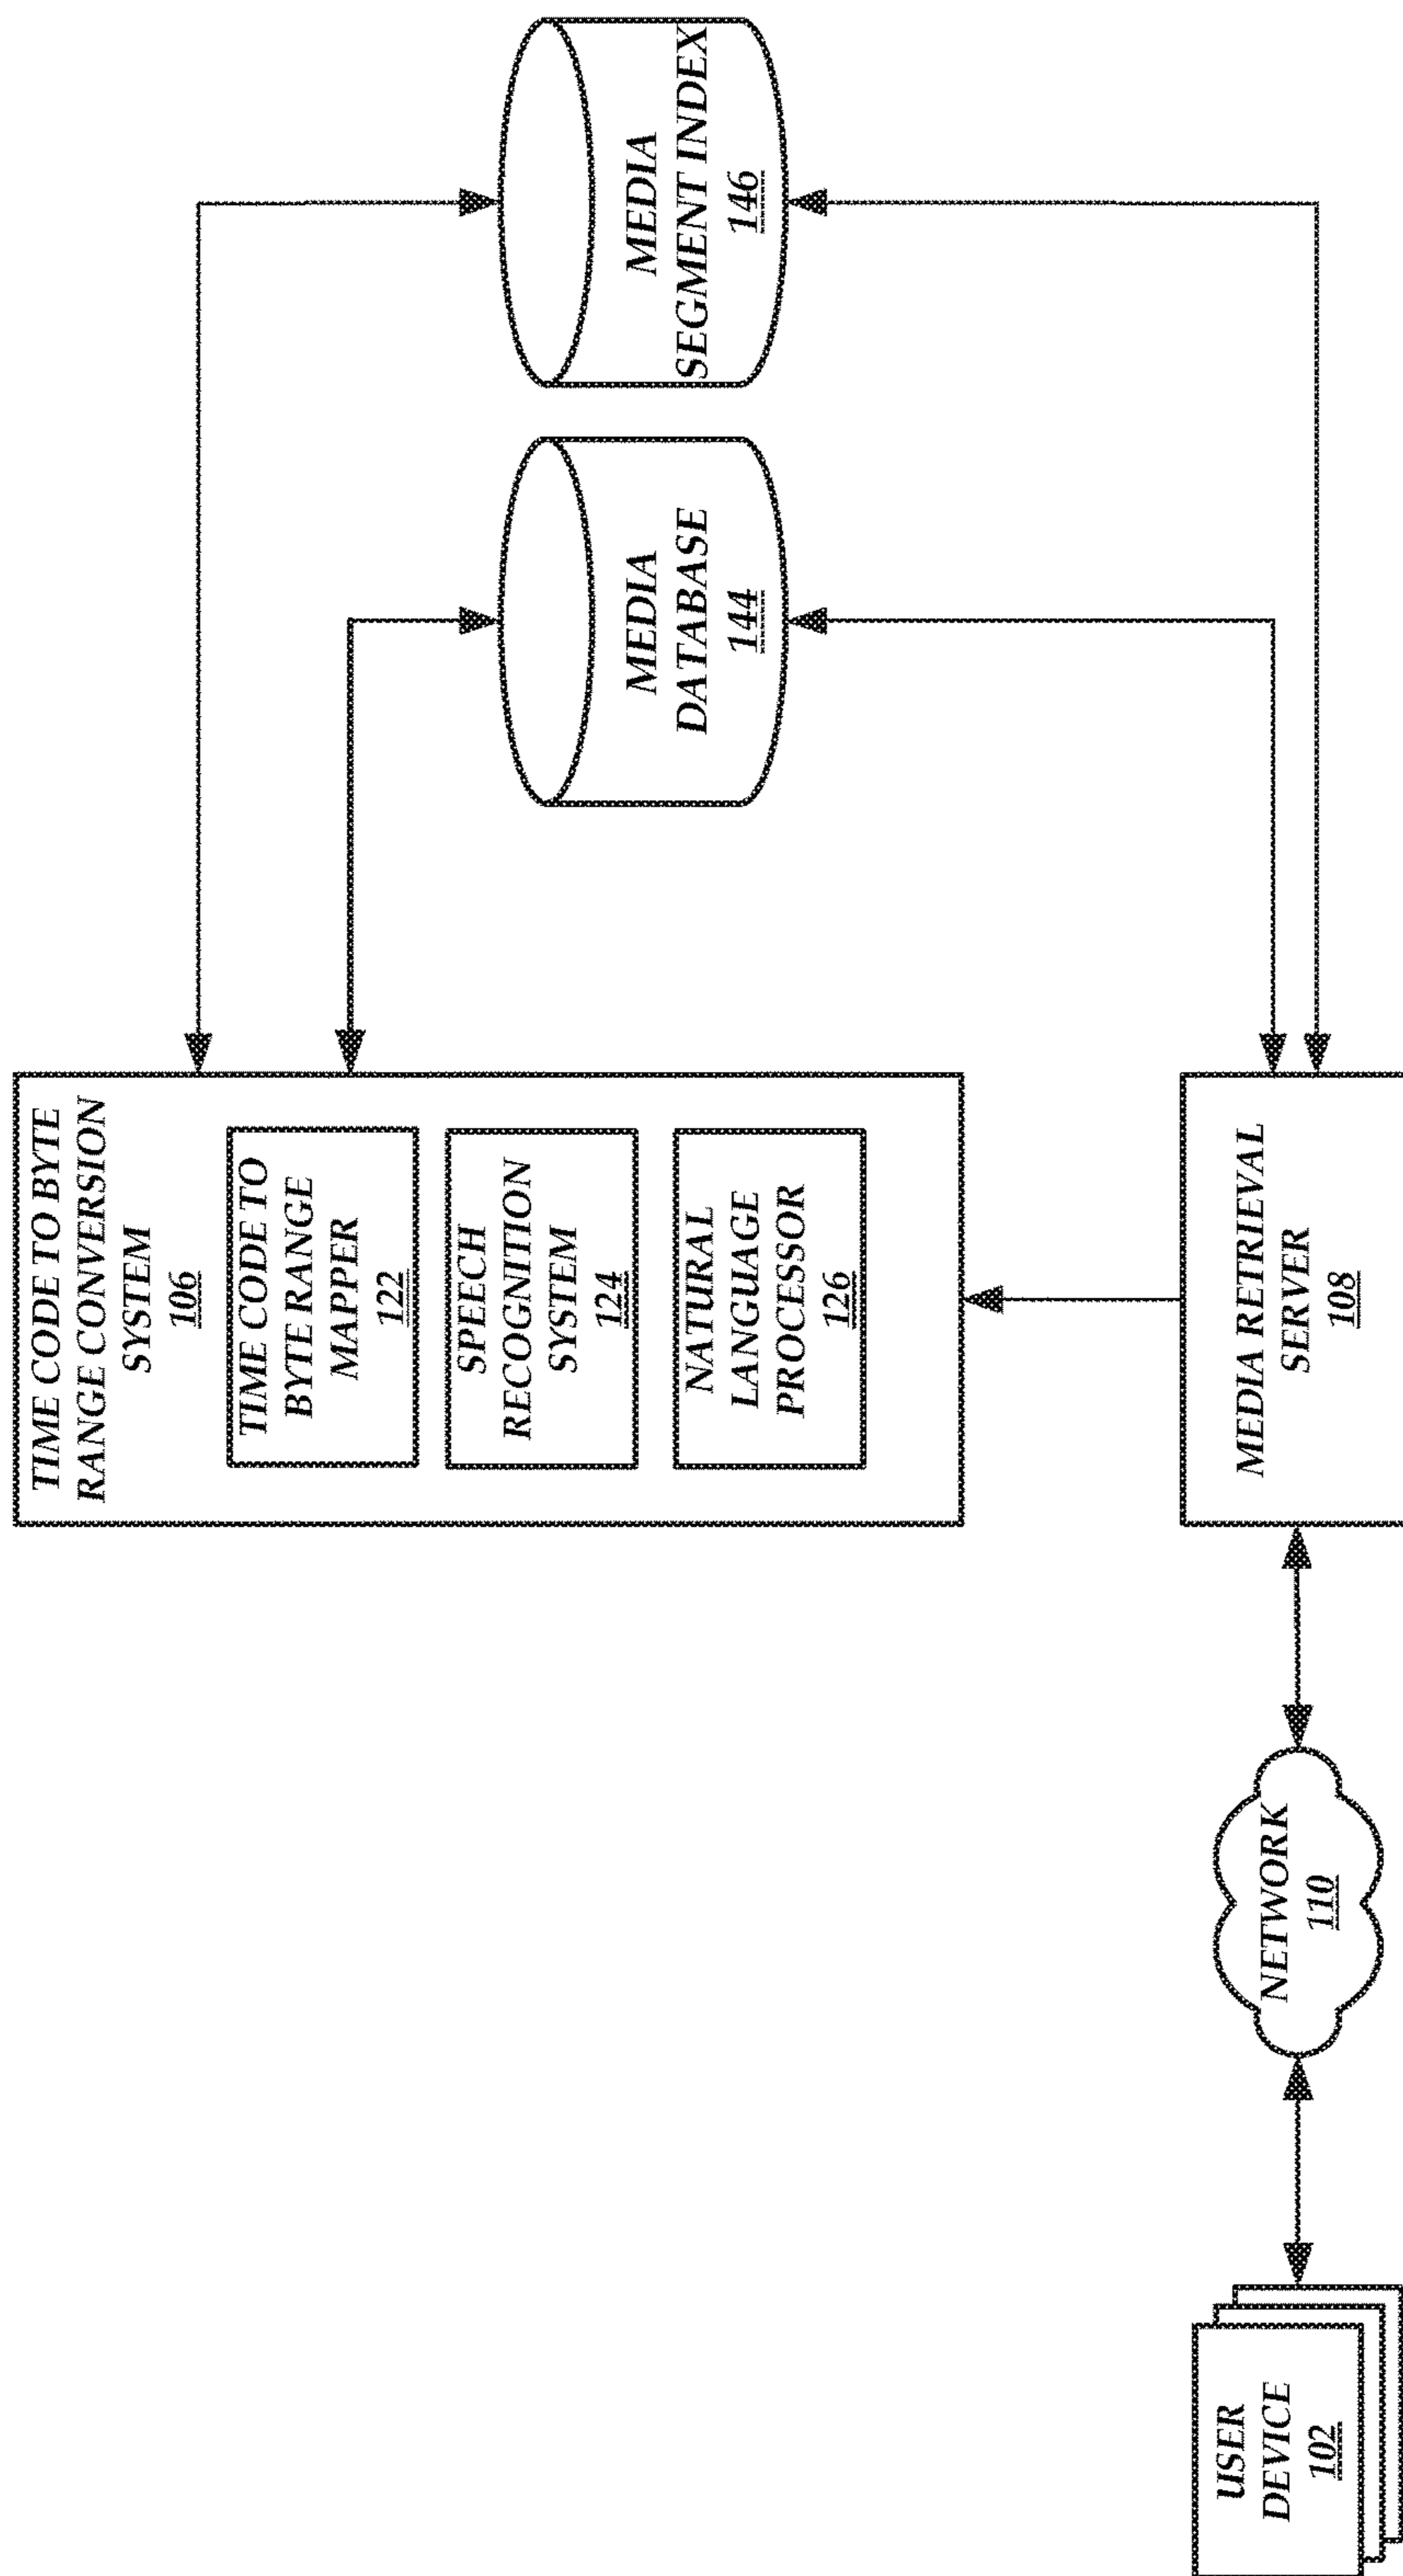 TIME CODE TO BYTE
RANGE CONVERSION
SYSTEM
106
TIME CODE TO
BYTE RANGE
MAPPER
122
SPEECH
RECOGNITION
SYSTEM
124
NATURAL
LANGUAGE
PROCESSOR
126
MEDIA
DATABASE
144
MEDIA
SEGMENT INDEX
146
USER
DEVICE
102
NETWORK
110
MEDIA RETRIEVAL
SERVER
108